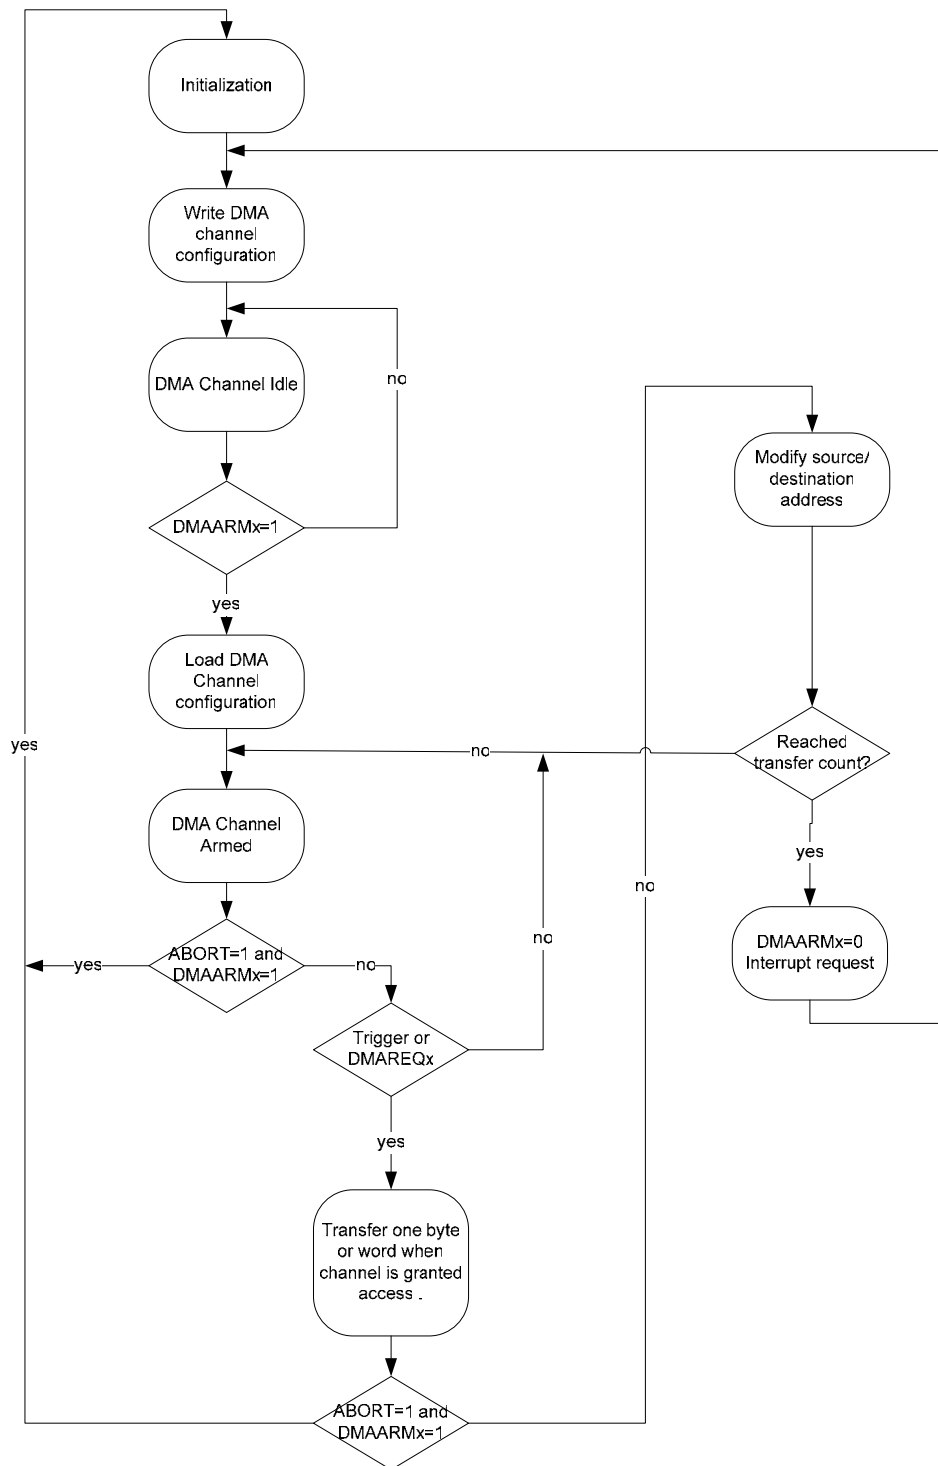 Initialization
Write DMA
channel
configuration
DMA Channel Idle
no
DMAARMx=1
yes
Load DMA
Channel
configuration
Modify source/
destination
address
yes
no
Reached
transfer count?
DMA Channel
Armed
yes
no
ABORT=1 and
DMAARMx=1
yes
no
no
DMAARMx=0
Interrupt request
Trigger or
DMAREQx
yes
Transfer one byte
or word when
channel is granted
access .
ABORT=1 and
DMAARMx=1